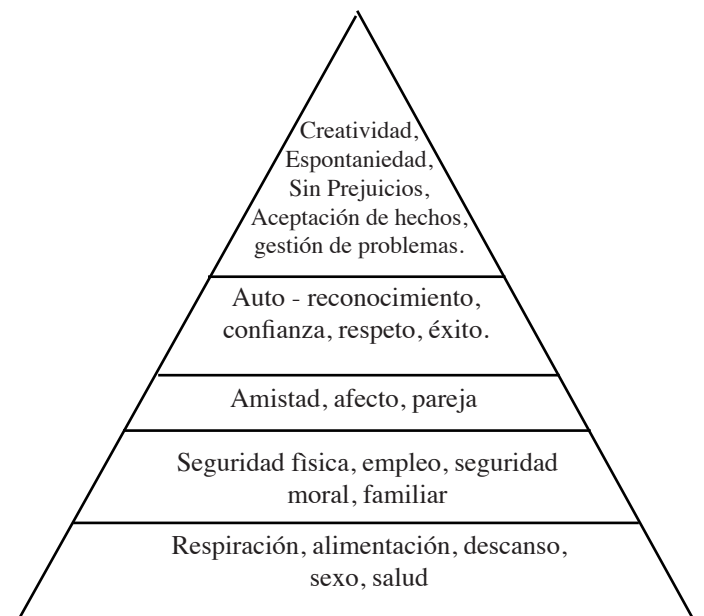 Creatividad,
Espontaniedad,
Sin Prejuicios,
Aceptación de hechos,
gestión de problemas.
Auto - reconocimiento,
confianza, respeto, éxito.
Amistad, afecto, pareja
Seguridad fìsica, empleo, seguridad
moral, familiar
Respiración, alimentación, descanso,
sexo, salud